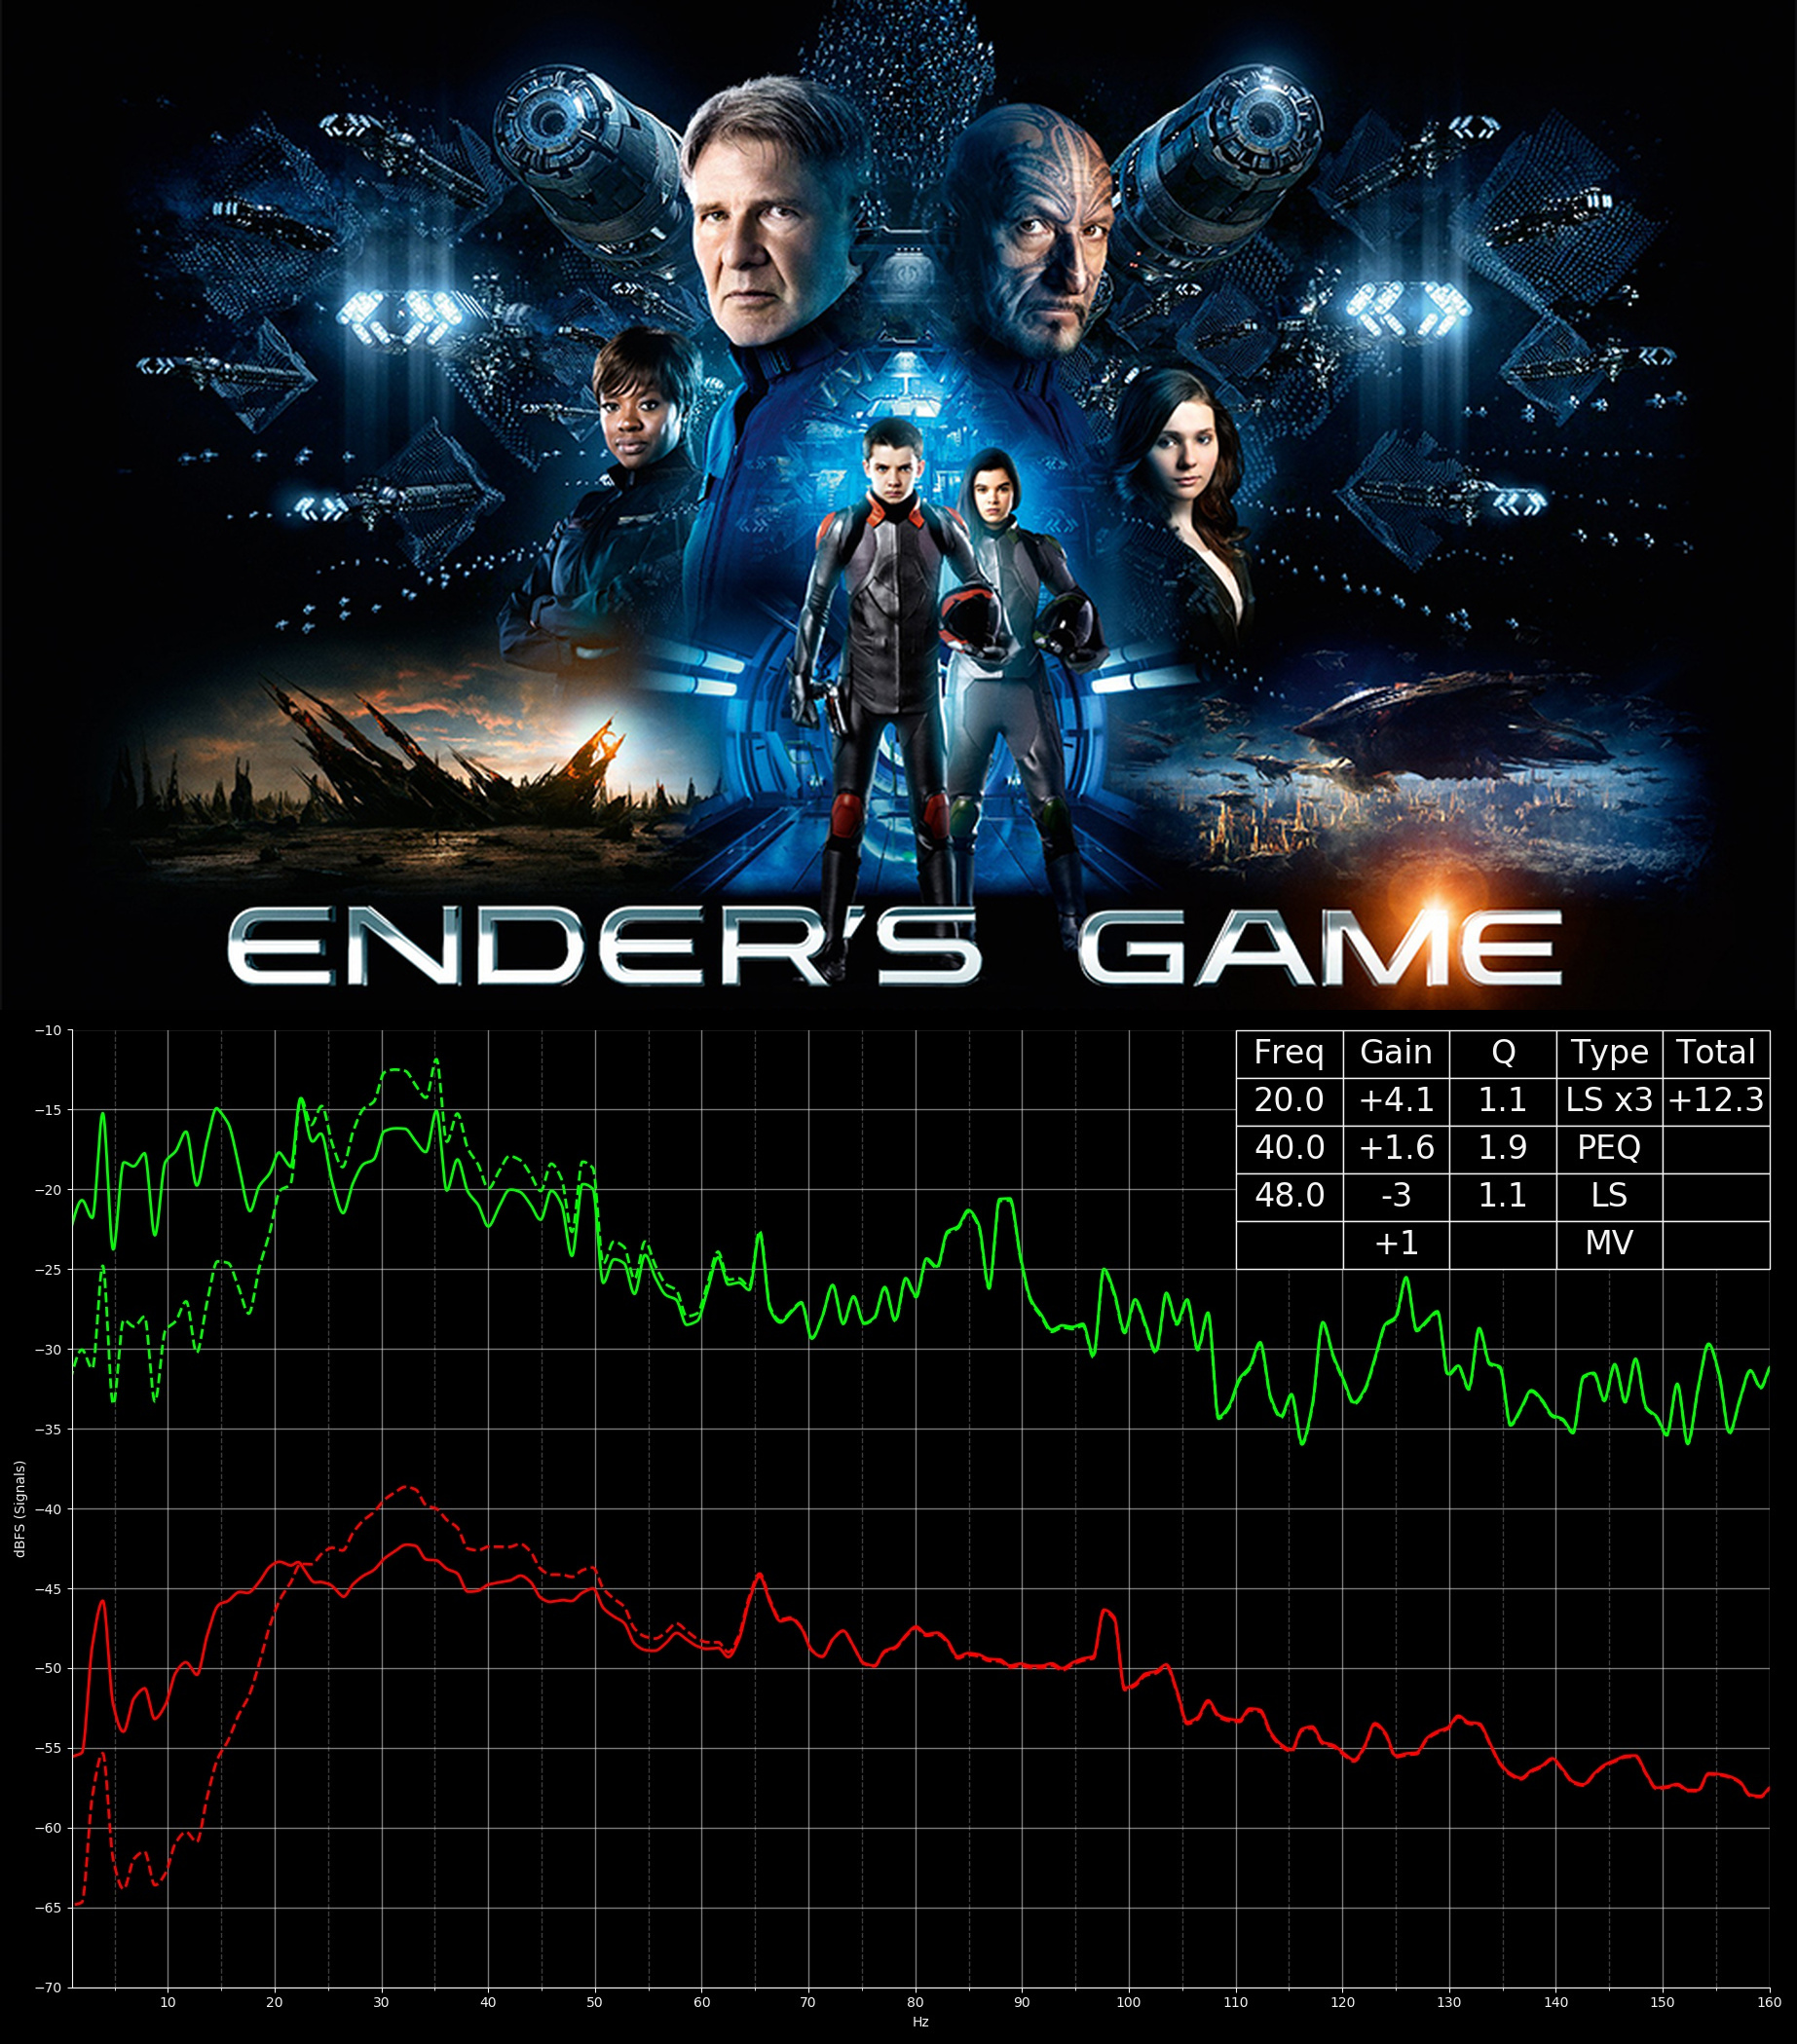 ENDER'S GAME
Freq Gain Q Type Total
20.0 +4.1 1.1 LS x3 +12.3
40.0 +1.6 1.9 PEQ
48.0 -3 1.1 LS
+1 MV
−10
−15
−20
−25
−30
−35
−40
−45
−50
−55
−60
−65
−70
dBFS (Signals)
10 20 30 40 50 60 70 80 90 100 110 120 130 140 150 160
Hz